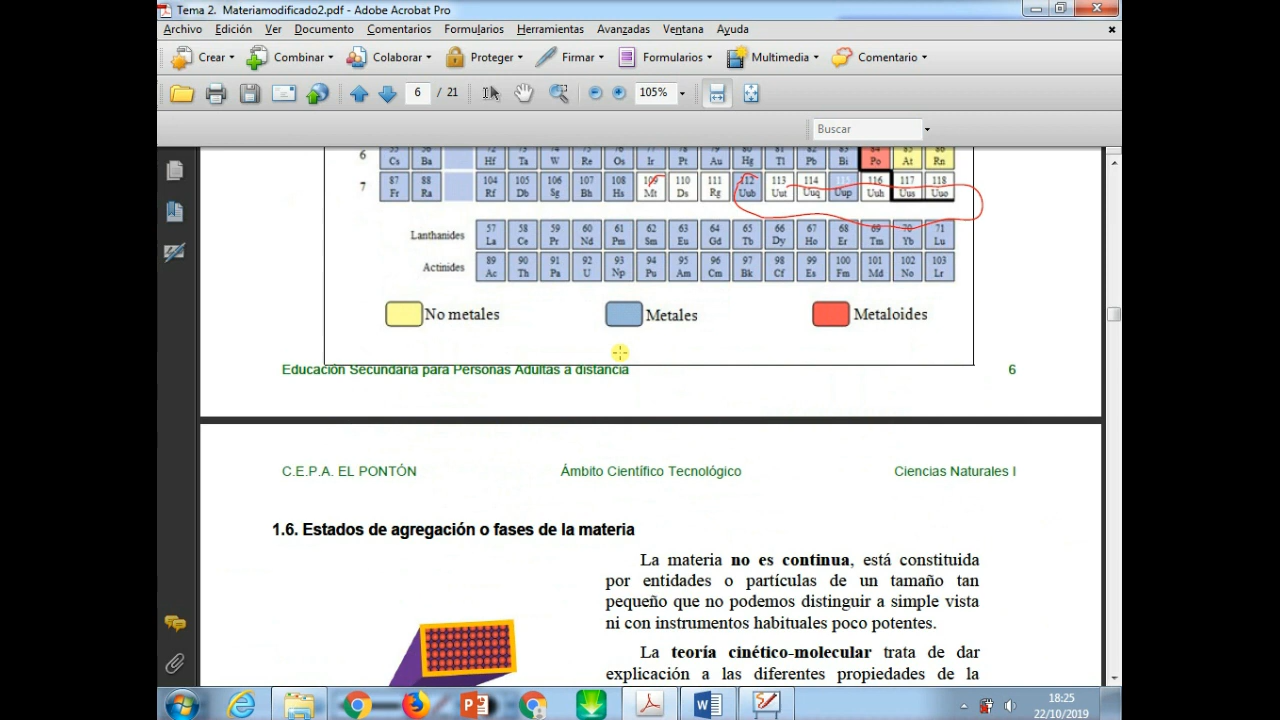 Tema 2. Materiamodificado2.pdf - Adobe Acrobat Pro
Archivo Edición Ver Documento Comentarios Formularios Herramientas Avanzadas Ventana Ayuda
Crear Combinar Colaborar Proteger Firmar Formularios Multimedia Comentario
6 / 21 105%
Buscar
6 Cs Ba Hf Ta W Re Os Ir Pt Au Hg Tl Pb Bi Po At Rn
87 88 104 105 106 107 108 109 110 111 112 113 114 115 116 117 118
7 Fr Ra Rf Db Sg Bh Hs Mt Ds Rg Uub Uut Uuq Uup Uuh Uus Uuo
57 58 59 60 61 62 63 64 65 66 67 68 69 70 71
Lanthanides La Ce Pr Nd Pm Sm Eu Gd Tb Dy Ho Er Tm Yb Lu
89 90 91 92 93 94 95 96 97 98 99 100 101 102 103
Actinides Ac Th Pa U Np Pu Am Cm Bk Cf Es Fm Md No Lr
No metales Metales Metaloides
Educación Secundaria para Personas Adultas a distancia 6
C.E.P.A. EL PONTÓN Ámbito Científico Tecnológico Ciencias Naturales I
1.6. Estados de agregación o fases de la materia
La materia no es continua, está constituida
por entidades o partículas de un tamaño tan
pequeño que no podemos distinguir a simple vista
ni con instrumentos habituales poco potentes.
La teoría cinético-molecular trata de dar
explicación a las diferentes propiedades de la
18:25
22/10/2019